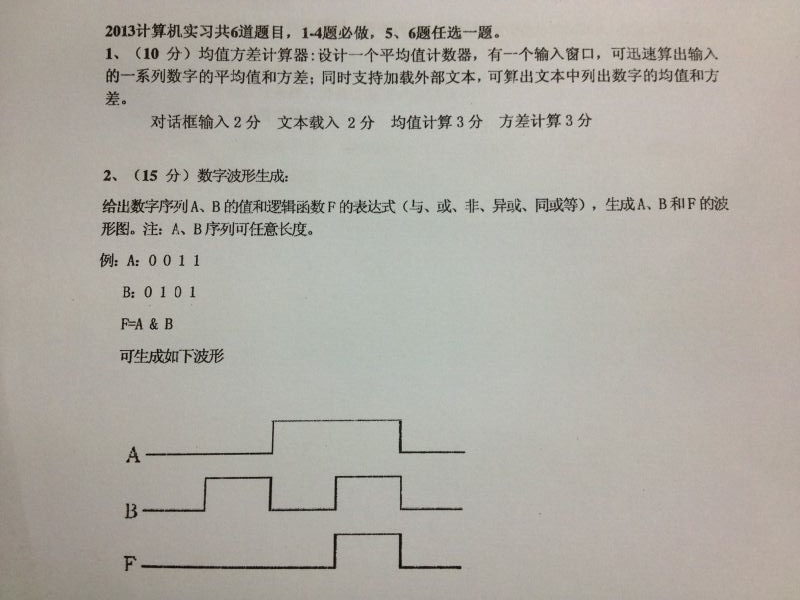 2013计算机实习共6道题目，1-4题必做，5、6题任选一题。
1、（10 分）均值方差计算器：设计一个平均值计数器，有一个输入窗口，可迅速算出输入
的一系列数字的平均值和方差；同时支持加载外部文本，可算出文本中列出数字的均值和方
差。
对话框输入 2 分 文本载入 2 分 均值计算 3 分 方差计算 3 分
2、（15 分）数字波形生成：
给出数字序列 A、B 的值和逻辑函数 F 的表达式（与、或、非、异或、同或等），生成 A、B 和 F 的波
形图。注：A、B 序列可任意长度。
例：A：0 0 1 1
B：0 1 0 1
F=A & B
可生成如下波形
A
B
F